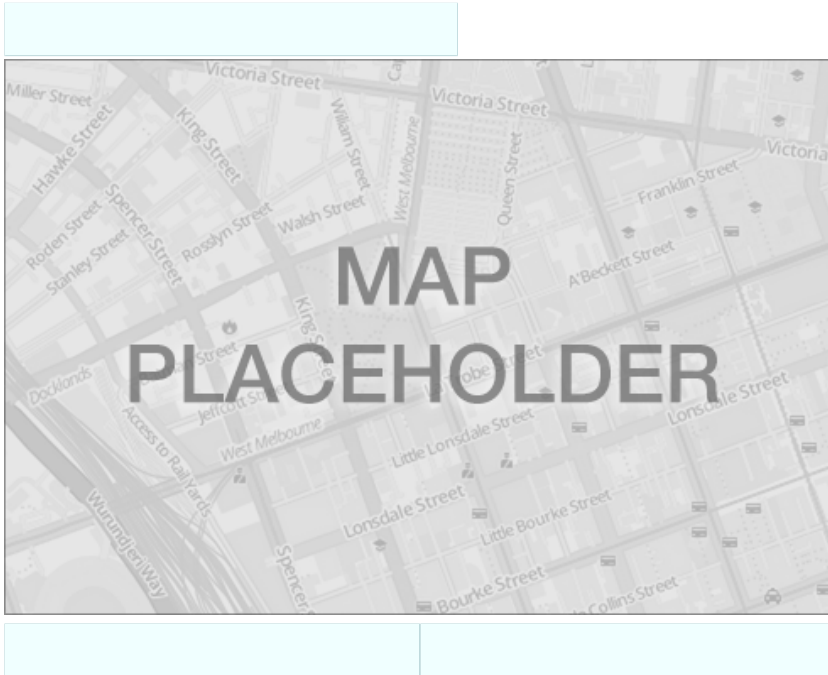 Victoria Street
Miller Street
Victoria Street
Hawke Street
King Street
William Street
West Melbourne
Queen Street
Victoria
Franklin Street
Spencer Street
Roden Street
Stanley Street
Rosslyn Street
Walsh Street
A'Beckett Street
MAP
King Street
PLACEHOLDER
Docklands
Jeffcott Street
Lonsdale Street
Access to Rail Yards
West Melbourne
Little Lonsdale Street
Wurundjeri Way
Lonsdale Street
Little Bourke Street
Spencer
Bourke Street
Collins Street